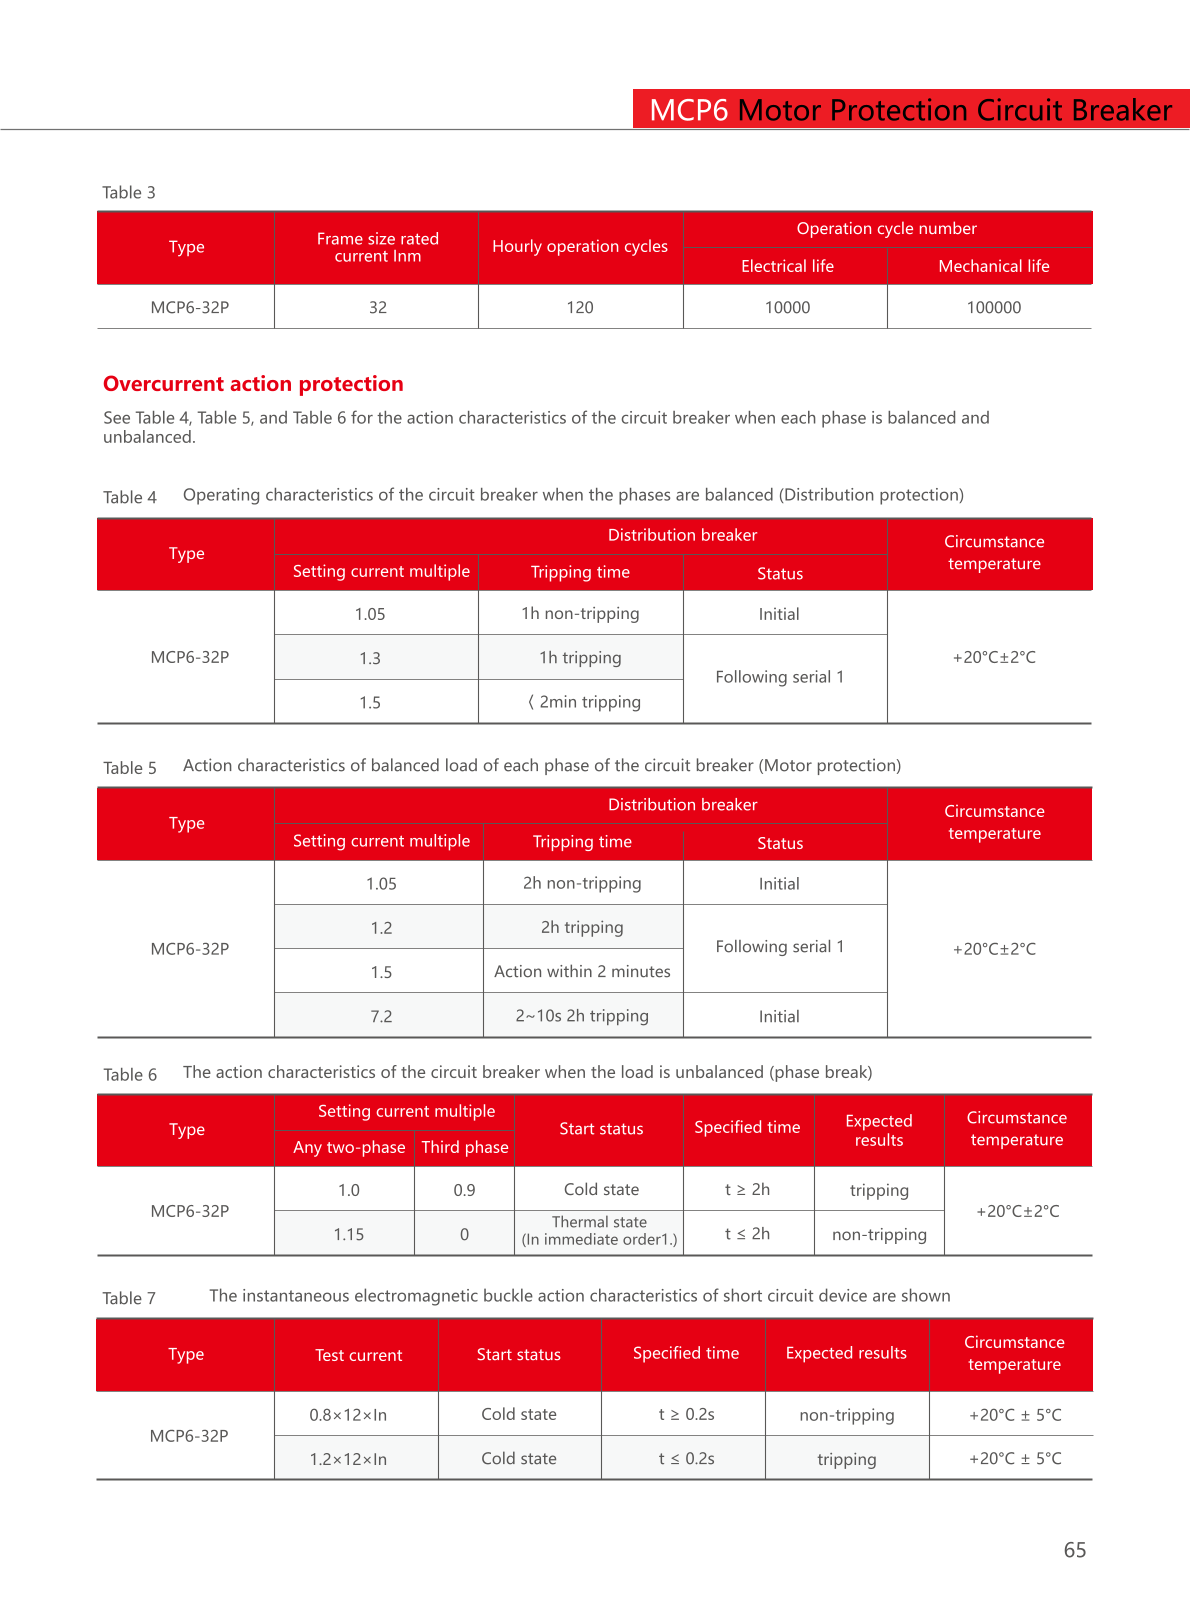 MCP6 Motor Protection Circuit Breaker
Table 3
Type
Frame size rated
current Inm
Hourly operation cycles
Operation cycle number
Electrical life
Mechanical life
MCP6-32P
32
120
10000
100000
Overcurrent action protection
See Table 4, Table 5, and Table 6 for the action characteristics of the circuit breaker when each phase is balanced and
unbalanced.
Table 4 Operating characteristics of the circuit breaker when the phases are balanced (Distribution protection)
Type
Distribution breaker
Circumstance
temperature
Setting current multiple
Tripping time
Status
MCP6-32P
1.05
1h non-tripping
Initial
+20°C±2°C
1.3
1h tripping
Following serial 1
1.5
〈 2min tripping
Table 5 Action characteristics of balanced load of each phase of the circuit breaker (Motor protection)
Type
Distribution breaker
Circumstance
temperature
Setting current multiple
Tripping time
Status
MCP6-32P
1.05
2h non-tripping
Initial
+20°C±2°C
1.2
2h tripping
Following serial 1
1.5
Action within 2 minutes
7.2
2~10s 2h tripping
Initial
Table 6 The action characteristics of the circuit breaker when the load is unbalanced (phase break)
Type
Setting current multiple
Start status
Specified time
Expected
results
Circumstance
temperature
Any two-phase
Third phase
MCP6-32P
1.0
0.9
Cold state
t ≥ 2h
tripping
+20°C±2°C
1.15
0
Thermal state
(In immediate order1.)
t ≤ 2h
non-tripping
Table 7 The instantaneous electromagnetic buckle action characteristics of short circuit device are shown
Type
Test current
Start status
Specified time
Expected results
Circumstance
temperature
MCP6-32P
0.8×12×In
Cold state
t ≥ 0.2s
non-tripping
+20°C ± 5°C
1.2×12×In
Cold state
t ≤ 0.2s
tripping
+20°C ± 5°C
65